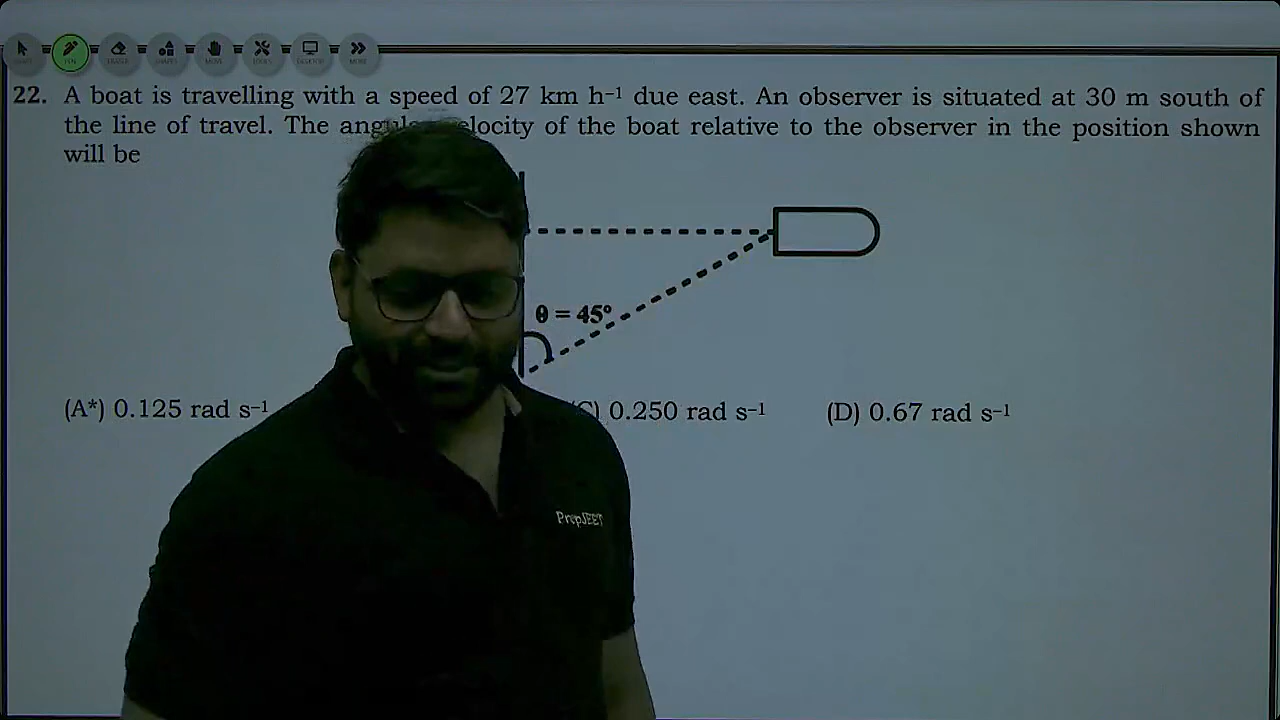 22. A boat is travelling with a speed of 27 km h⁻¹ due east. An observer is situated at 30 m south of
the line of travel. The elocity of the boat relative to the observer in the position shown
will be
θ = 45º
(A*) 0.125 rad s⁻¹ (C) 0.250 rad s⁻¹ (D) 0.67 rad s⁻¹
PrepJEET